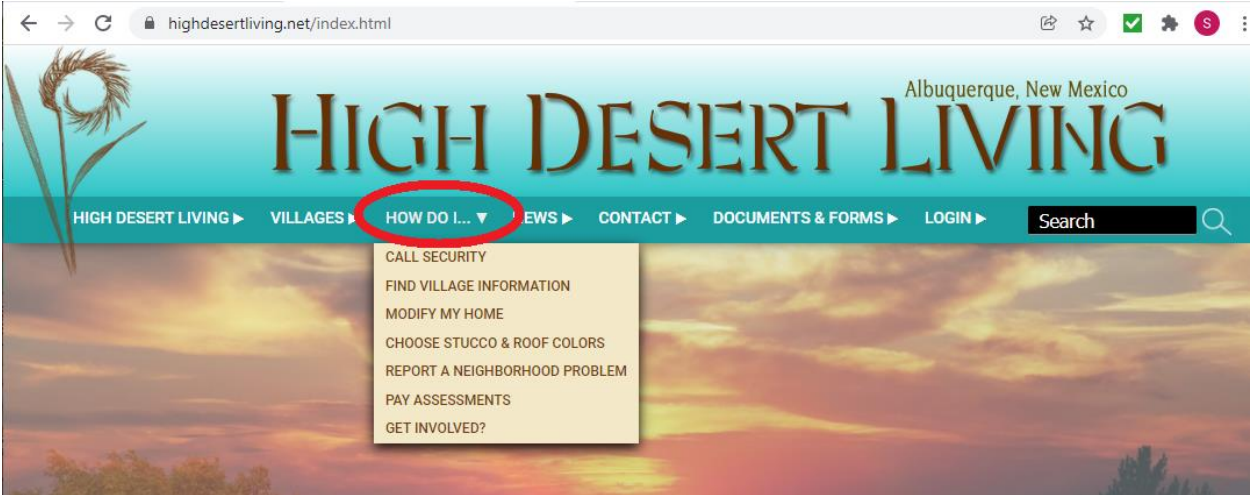 highdesertliving.net/index.html
S
Albuquerque, New Mexico
HIGH DESERT LIVING
HIGH DESERT LIVING ▶ VILLAGES ▶ HOW DO I... ▼ NEWS ▶ CONTACT ▶ DOCUMENTS & FORMS ▶ LOGIN ▶ Search
CALL SECURITY
FIND VILLAGE INFORMATION
MODIFY MY HOME
CHOOSE STUCCO & ROOF COLORS
REPORT A NEIGHBORHOOD PROBLEM
PAY ASSESSMENTS
GET INVOLVED?